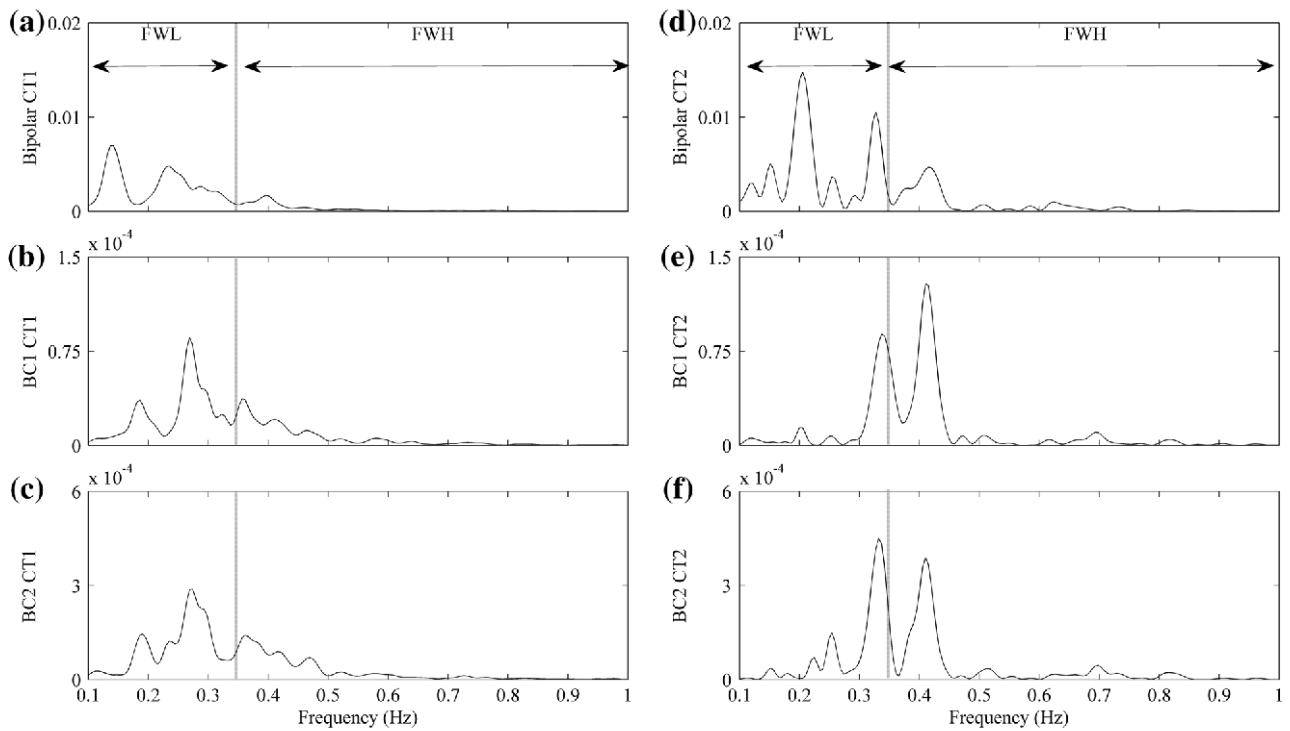 (a)
0.02
FWL
FWH
0.01
0
Bipolar CT1
(b)
x 10⁻⁴
1.5
0.75
0
BC1 CT1
(c)
x 10⁻⁴
6
3
0
BC2 CT1
0.1 0.2 0.3 0.4 0.5 0.6 0.7 0.8 0.9 1
Frequency (Hz)
(d)
0.02
FWL
FWH
0.01
0
Bipolar CT2
(e)
x 10⁻⁴
1.5
0.75
0
BC1 CT2
(f)
x 10⁻⁴
6
3
0
BC2 CT2
0.1 0.2 0.3 0.4 0.5 0.6 0.7 0.8 0.9 1
Frequency (Hz)